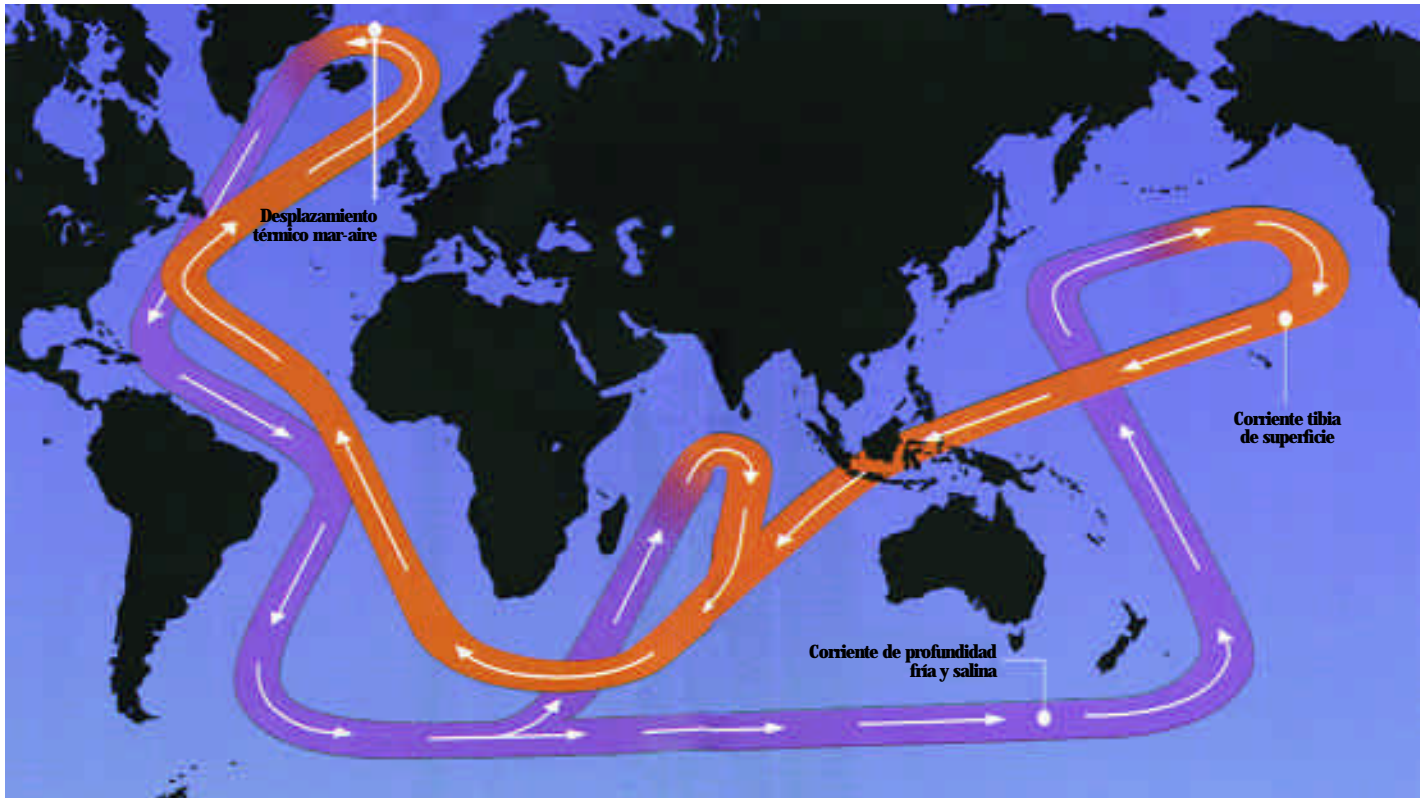 Desplazamiento
térmico mar-aire
Corriente tibia
de superficie
Corriente de profundidad
fría y salina